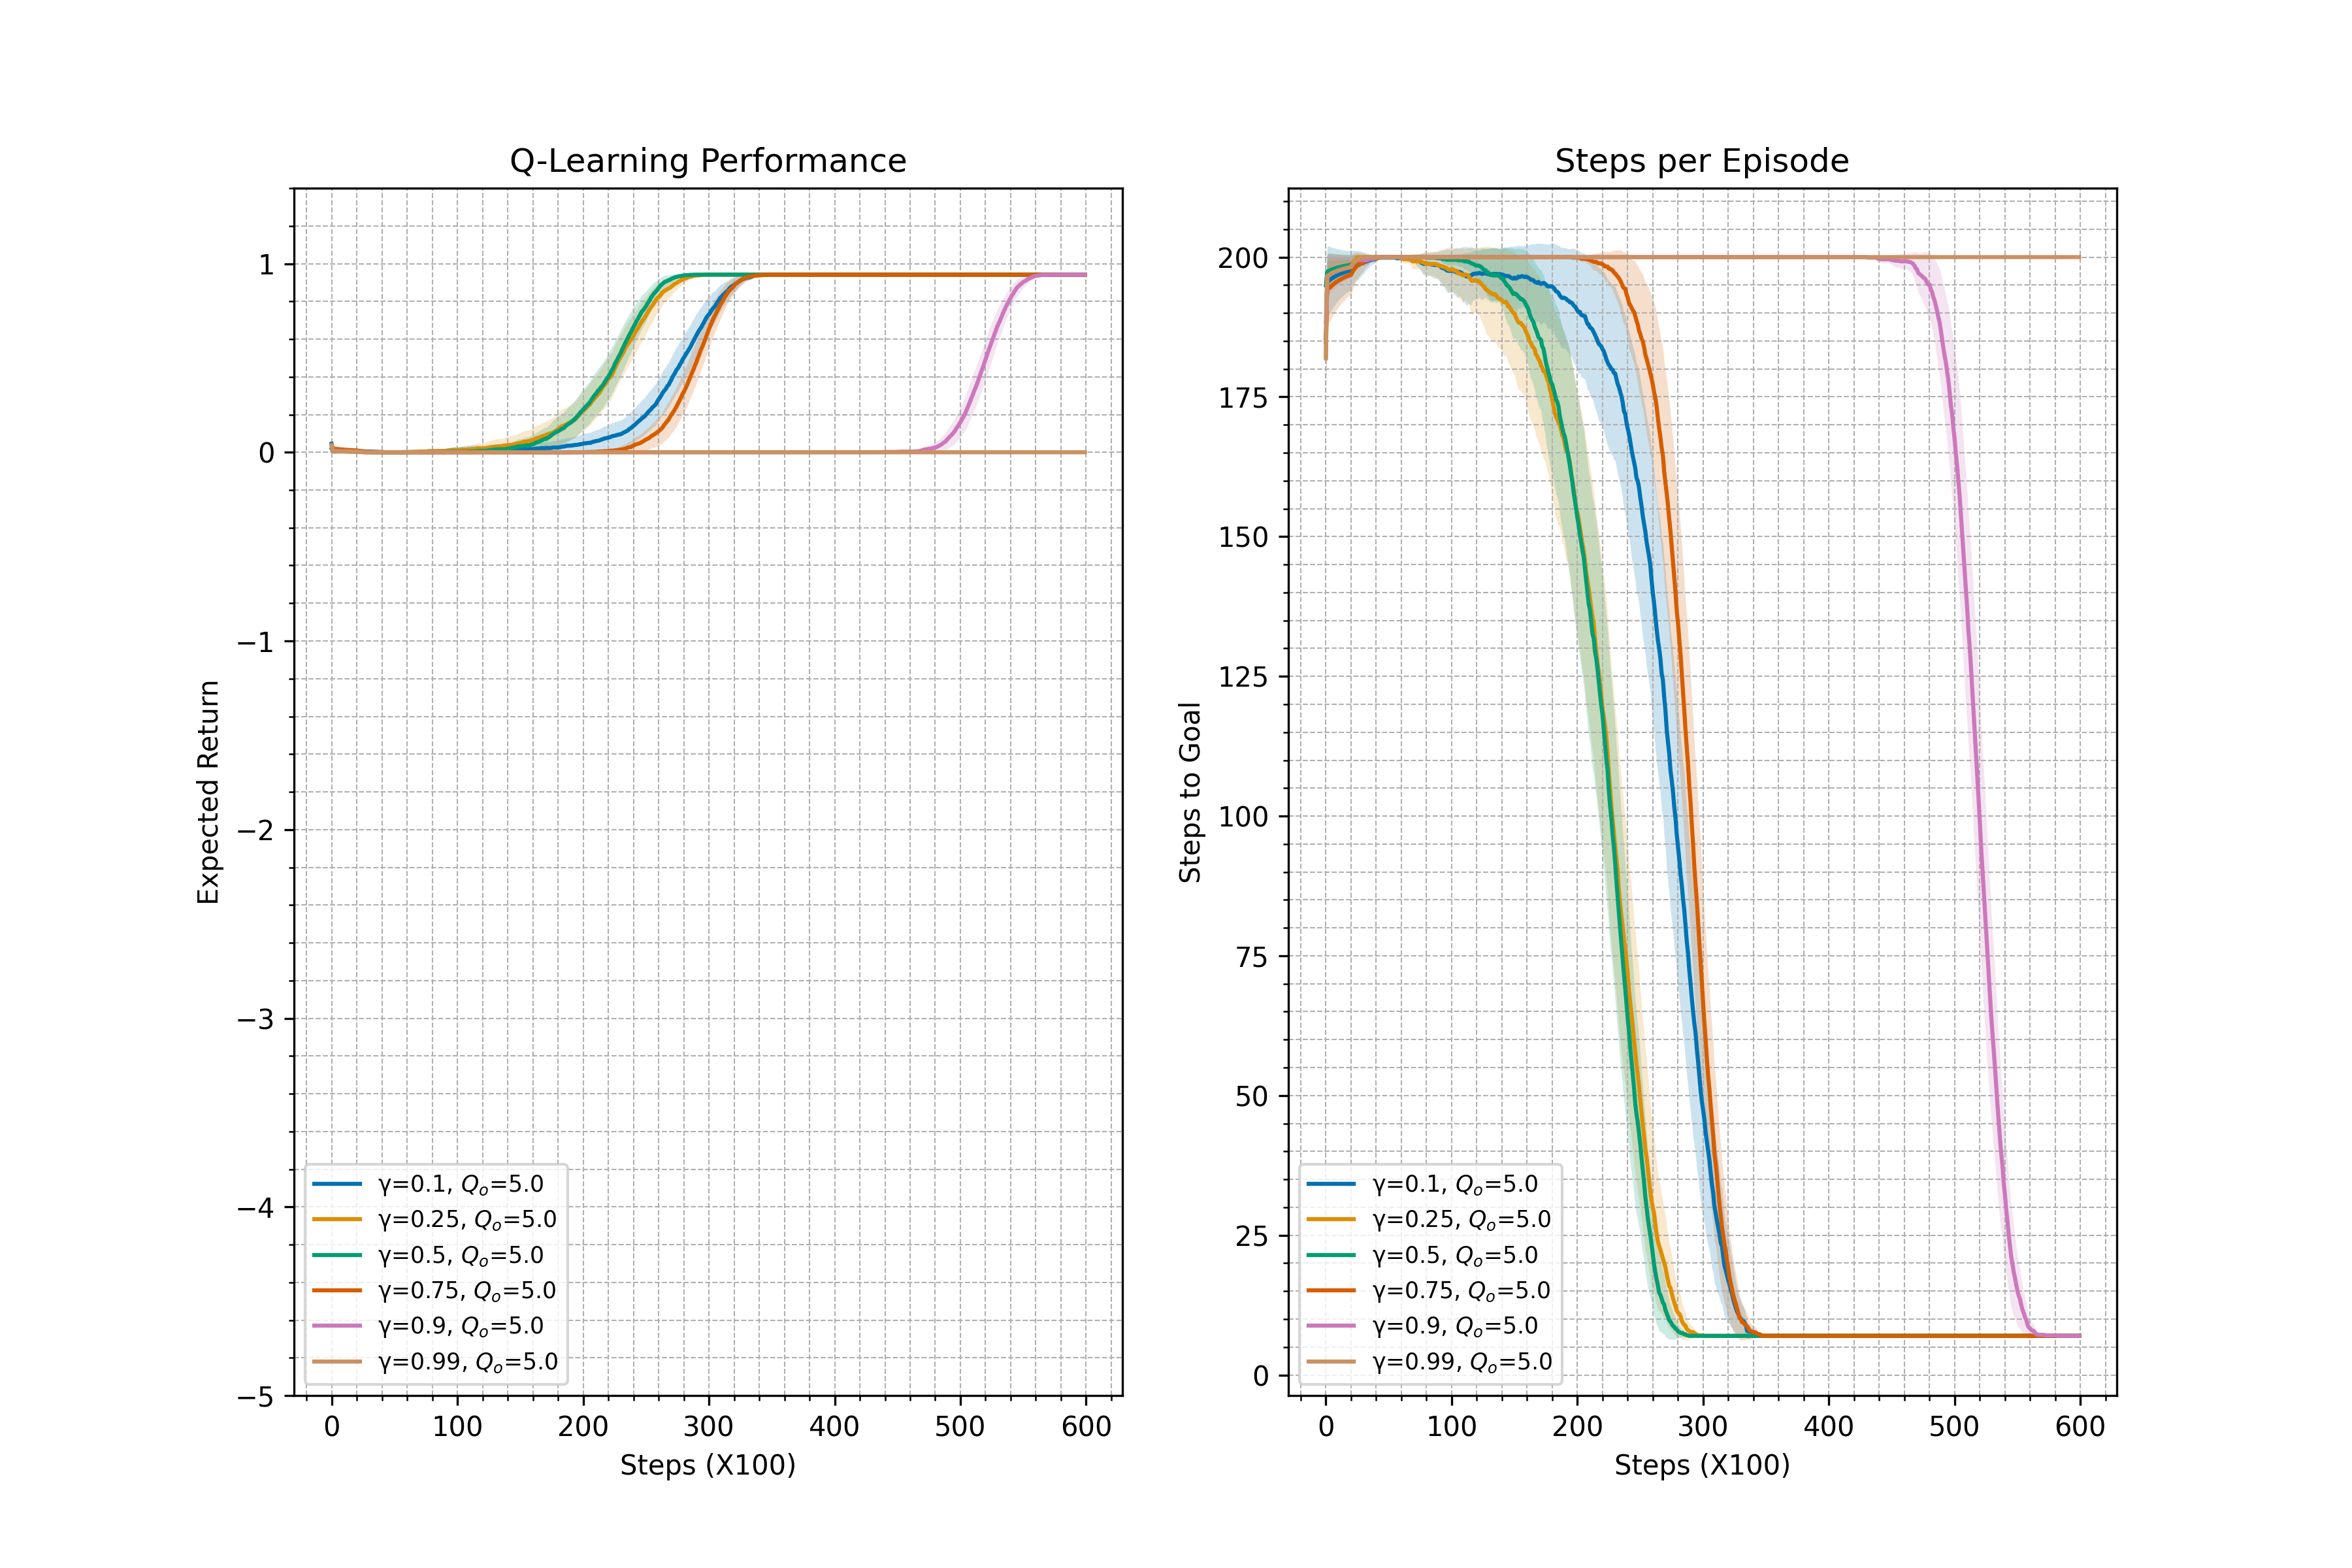 Q-Learning Performance
Expected Return
1
0
−1
−2
−3
−4
−5
0 100 200 300 400 500 600
Steps (X100)
γ=0.1, Qo=5.0
γ=0.25, Qo=5.0
γ=0.5, Qo=5.0
γ=0.75, Qo=5.0
γ=0.9, Qo=5.0
γ=0.99, Qo=5.0
Steps per Episode
Steps to Goal
200
175
150
125
100
75
50
25
0
0 100 200 300 400 500 600
Steps (X100)
γ=0.1, Qo=5.0
γ=0.25, Qo=5.0
γ=0.5, Qo=5.0
γ=0.75, Qo=5.0
γ=0.9, Qo=5.0
γ=0.99, Qo=5.0